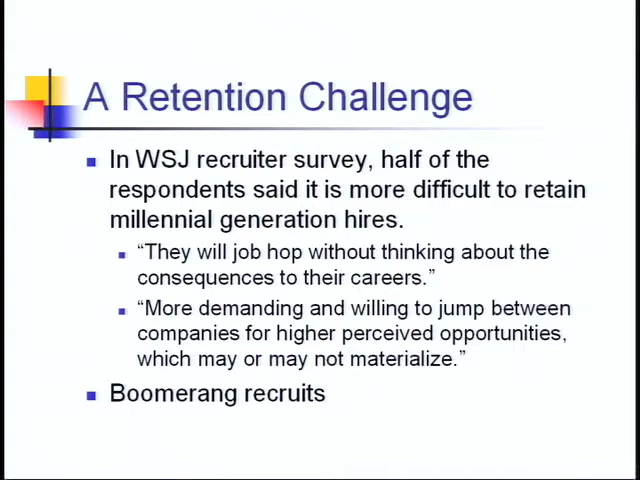 A Retention Challenge
In WSJ recruiter survey, half of the
respondents said it is more difficult to retain
millennial generation hires.
“They will job hop without thinking about the
consequences to their careers.”
“More demanding and willing to jump between
companies for higher perceived opportunities,
which may or may not materialize.”
Boomerang recruits